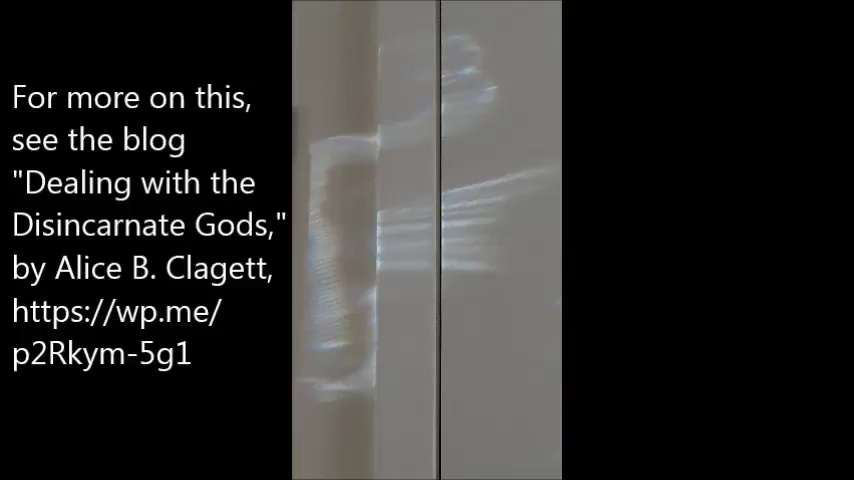 For more on this,
see the blog
"Dealing with the
Disincarnate Gods,"
by Alice B. Clagett,
https://wp.me/
p2Rkym-5g1